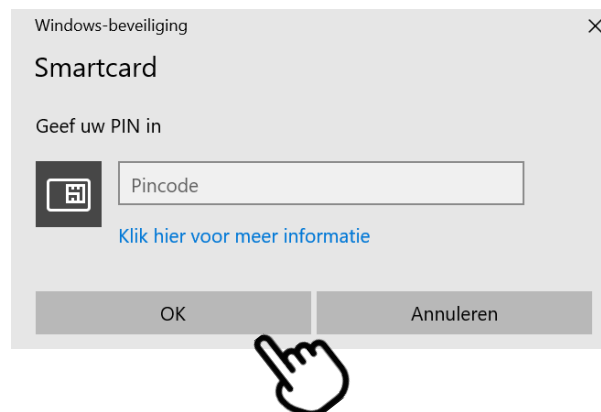 Windows-beveiliging
Smartcard
Geef uw PIN in
Pincode
Klik hier voor meer informatie
OK
Annuleren